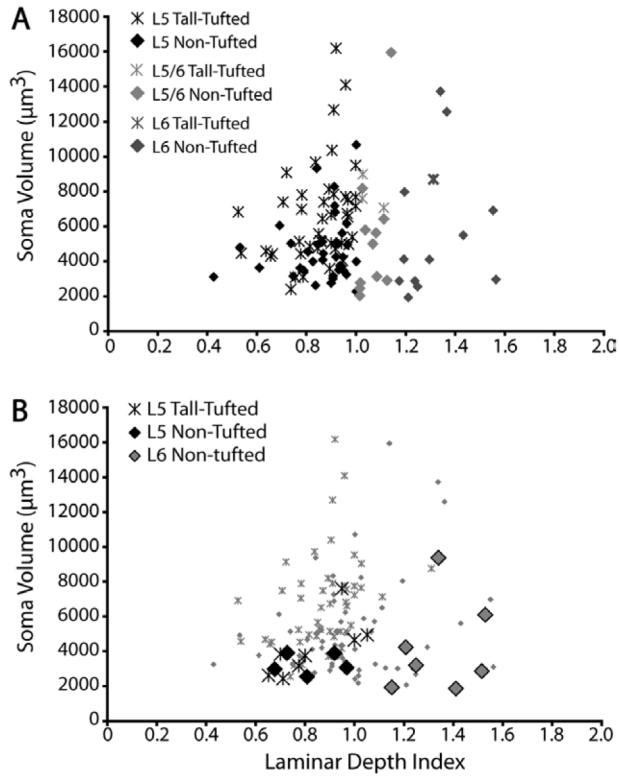 A
18000
16000
14000
12000
10000
8000
6000
4000
2000
0
Soma Volume (µm³)
L5 Tall-Tufted
L5 Non-Tufted
L5/6 Tall-Tufted
L5/6 Non-Tufted
L6 Tall-Tufted
L6 Non-Tufted
0 0.2 0.4 0.6 0.8 1.0 1.2 1.4 1.6 1.8 2.0
B
18000
16000
14000
12000
10000
8000
6000
4000
2000
0
Soma Volume (µm³)
L5 Tall-Tufted
L5 Non-Tufted
L6 Non-tufted
0 0.2 0.4 0.6 0.8 1.0 1.2 1.4 1.6 1.8 2.0
Laminar Depth Index